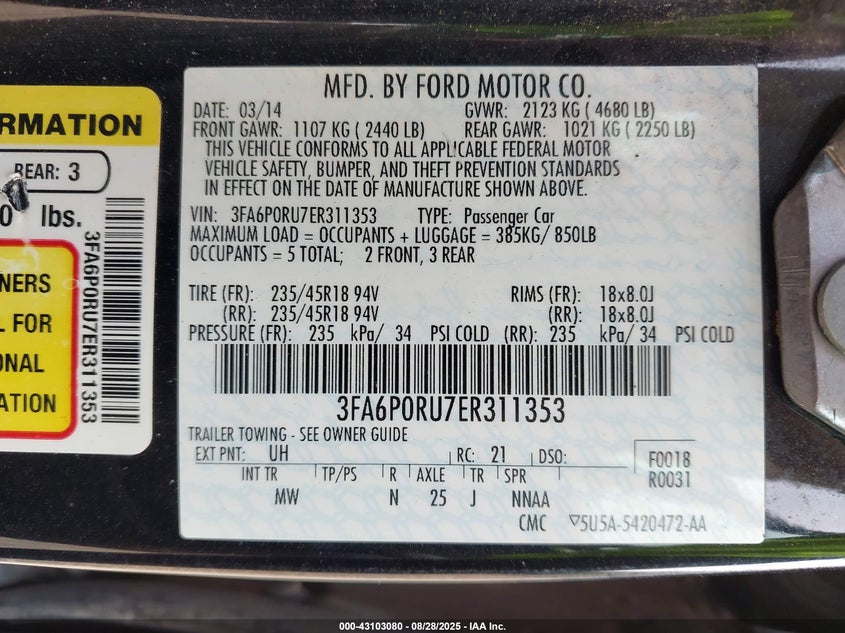 RMATION
REAR: 3
0 lbs.
NERS
L FOR
ONAL
ATION
3FA6P0RU7ER311353
MFD. BY FORD MOTOR CO.
DATE: 03/14 GVWR: 2123 KG ( 4680 LB)
FRONT GAWR: 1107 KG ( 2440 LB) REAR GAWR: 1021 KG ( 2250 LB)
THIS VEHICLE CONFORMS TO ALL APPLICABLE FEDERAL MOTOR
VEHICLE SAFETY, BUMPER, AND THEFT PREVENTION STANDARDS
IN EFFECT ON THE DATE OF MANUFACTURE SHOWN ABOVE.
VIN: 3FA6P0RU7ER311353 TYPE: Passenger Car
MAXIMUM LOAD = OCCUPANTS + LUGGAGE = 385KG/ 850LB
OCCUPANTS = 5 TOTAL; 2 FRONT, 3 REAR
TIRE (FR): 235/45R18 94V RIMS (FR): 18x8.0J
(RR): 235/45R18 94V (RR): 18x8.0J
PRESSURE (FR): 235 kPa/ 34 PSI COLD (RR): 235 kPa/ 34 PSI COLD
3FA6P0RU7ER311353
TRAILER TOWING - SEE OWNER GUIDE
EXT PNT: UH RC: 21 DSO: F0018
R0031
INT TR TP/PS R AXLE TR SPR
MW N 25 J NNAA
CMC ▽5U5A-5420472-AA
000-43103080 - 08/28/2025 - IAA Inc.